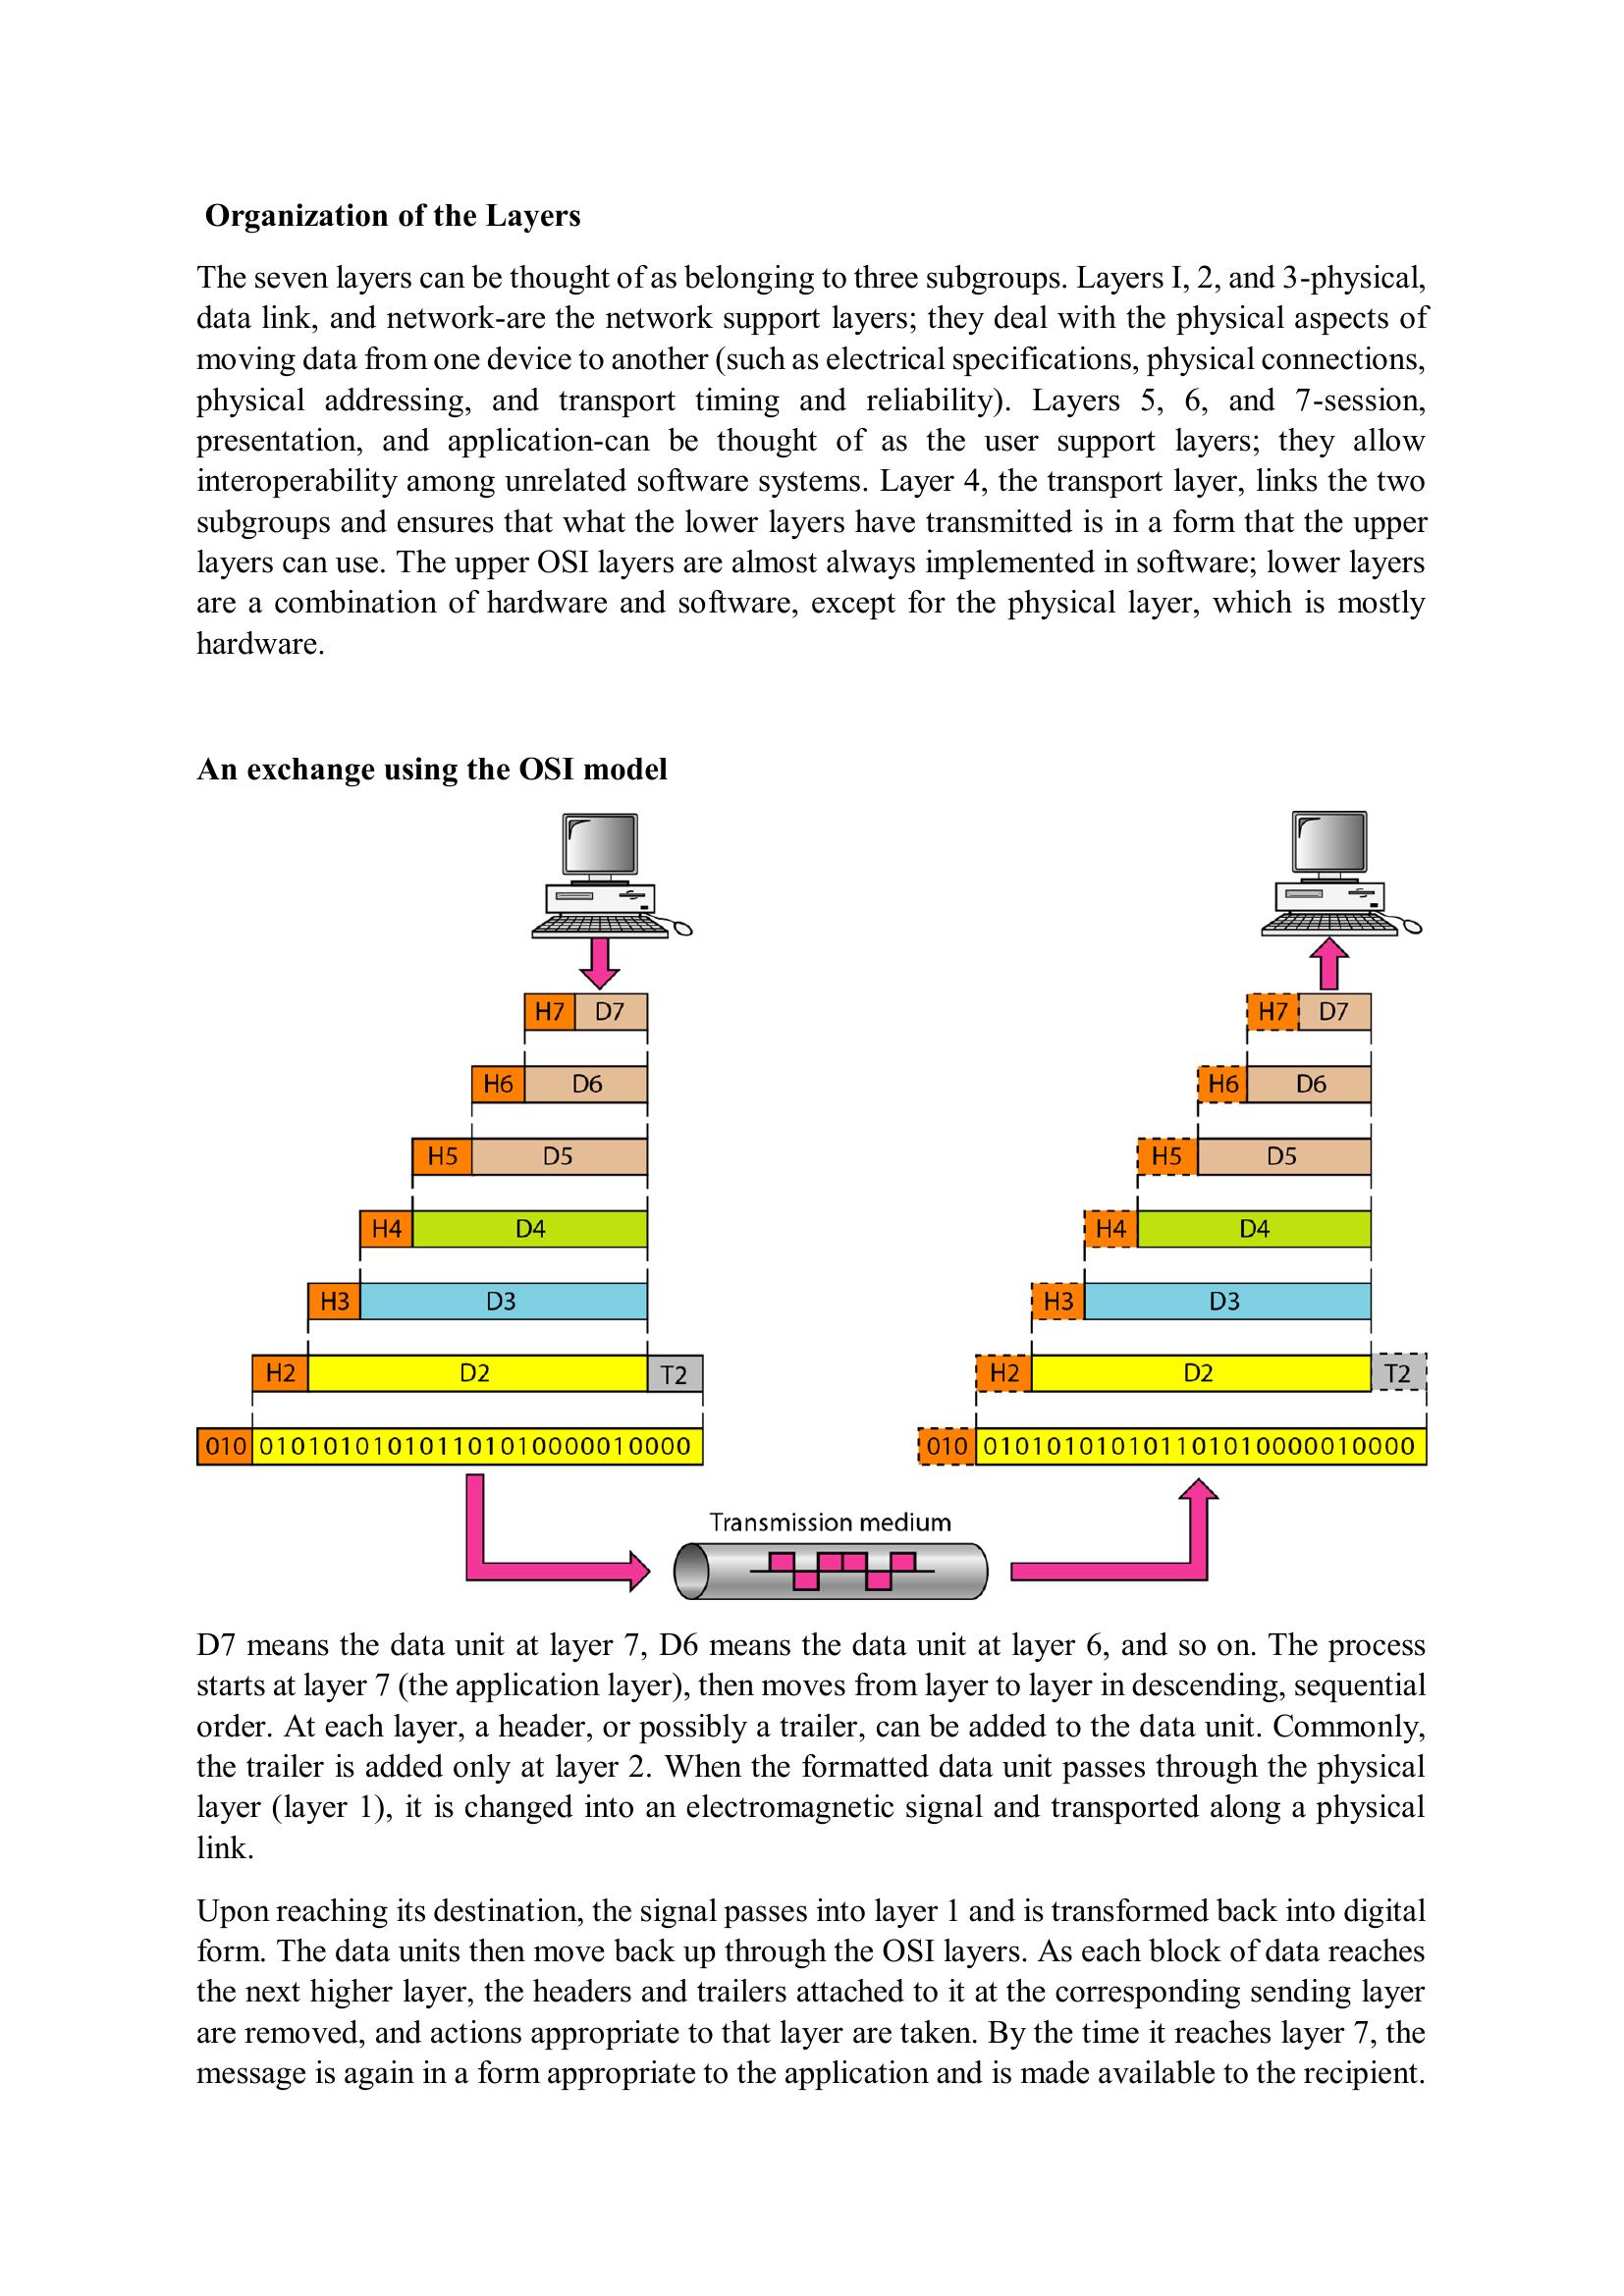 Organization of the Layers
The seven layers can be thought of as belonging to three subgroups. Layers I, 2, and 3-physical,
data link, and network-are the network support layers; they deal with the physical aspects of
moving data from one device to another (such as electrical specifications, physical connections,
physical addressing, and transport timing and reliability). Layers 5, 6, and 7-session,
presentation, and application-can be thought of as the user support layers; they allow
interoperability among unrelated software systems. Layer 4, the transport layer, links the two
subgroups and ensures that what the lower layers have transmitted is in a form that the upper
layers can use. The upper OSI layers are almost always implemented in software; lower layers
are a combination of hardware and software, except for the physical layer, which is mostly
hardware.
An exchange using the OSI model
H7 D7 H7 D7
H6 D6 H6 D6
H5 D5 H5 D5
H4 D4 H4 D4
H3 D3 H3 D3
H2 D2 T2 H2 D2 T2
010 010101010101101010000010000 010 010101010101101010000010000
Transmission medium
D7 means the data unit at layer 7, D6 means the data unit at layer 6, and so on. The process
starts at layer 7 (the application layer), then moves from layer to layer in descending, sequential
order. At each layer, a header, or possibly a trailer, can be added to the data unit. Commonly,
the trailer is added only at layer 2. When the formatted data unit passes through the physical
layer (layer 1), it is changed into an electromagnetic signal and transported along a physical
link.
Upon reaching its destination, the signal passes into layer 1 and is transformed back into digital
form. The data units then move back up through the OSI layers. As each block of data reaches
the next higher layer, the headers and trailers attached to it at the corresponding sending layer
are removed, and actions appropriate to that layer are taken. By the time it reaches layer 7, the
message is again in a form appropriate to the application and is made available to the recipient.